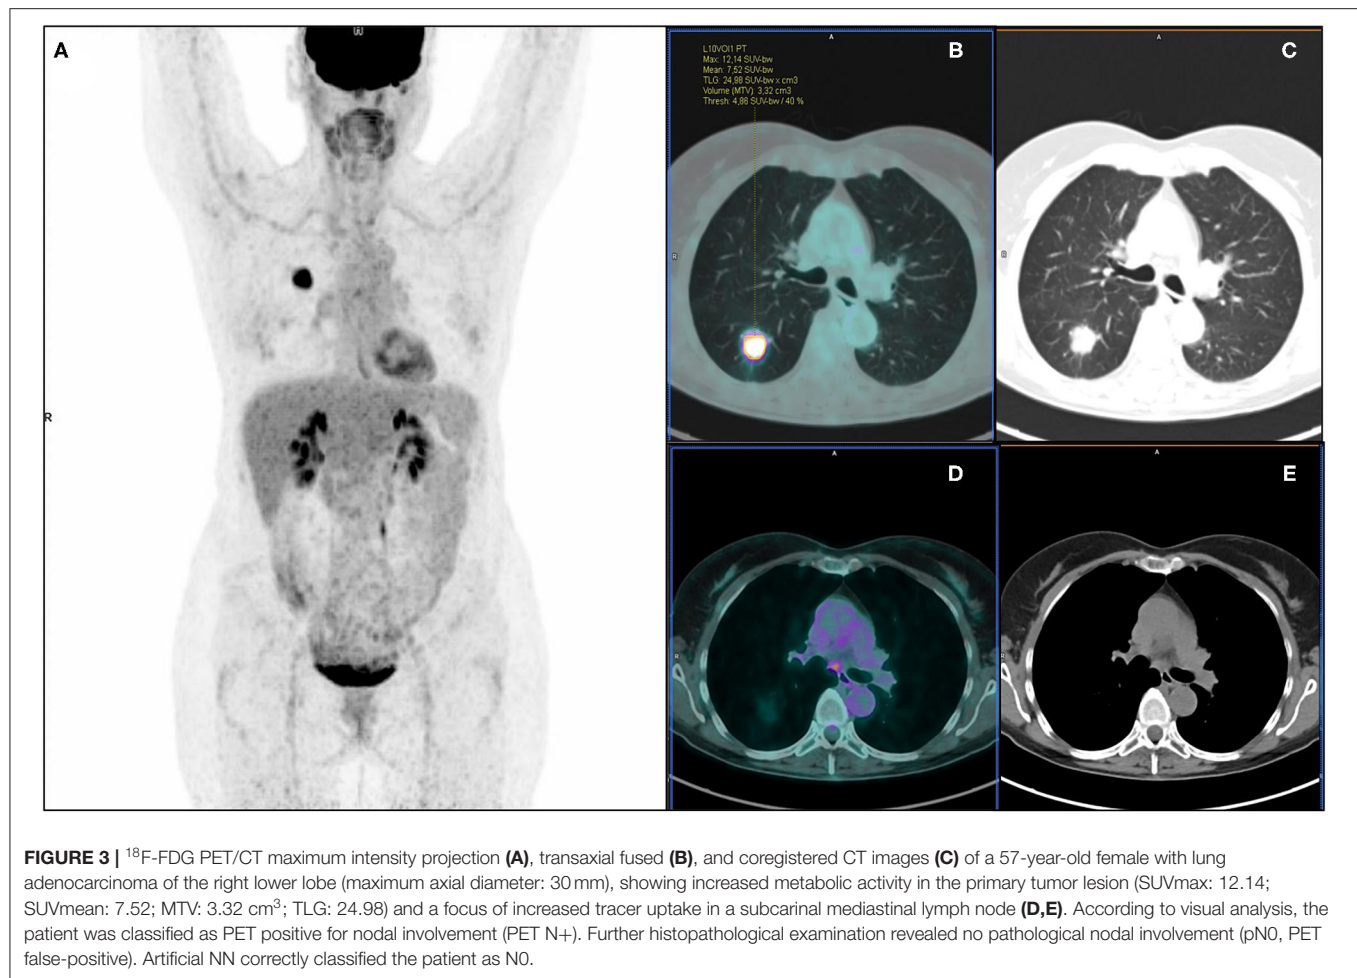 A
B
C
L10VOI1 PT
Max: 12,14 SUV-bw
Mean: 7,52 SUV-bw
TLG: 24,98 SUV-bw x cm3
Volume (MTV): 3,32 cm3
Thresh: 4,86 SUV-bw / 40 %
A
A
R
R
R
D
E
A
A
R
R
FIGURE 3 | 18F-FDG PET/CT maximum intensity projection (A), transaxial fused (B), and coregistered CT images (C) of a 57-year-old female with lung
adenocarcinoma of the right lower lobe (maximum axial diameter: 30 mm), showing increased metabolic activity in the primary tumor lesion (SUVmax: 12.14;
SUVmean: 7.52; MTV: 3.32 cm3; TLG: 24.98) and a focus of increased tracer uptake in a subcarinal mediastinal lymph node (D,E). According to visual analysis, the
patient was classified as PET positive for nodal involvement (PET N+). Further histopathological examination revealed no pathological nodal involvement (pN0, PET
false-positive). Artificial NN correctly classified the patient as N0.